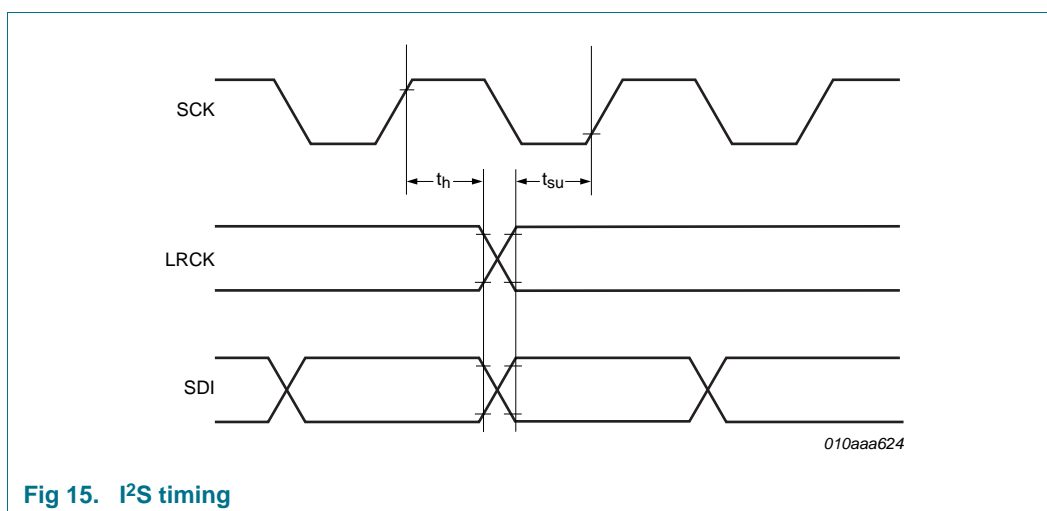 SCK
th tsu
LRCK
SDI
010aaa624
Fig 15. I²S timing